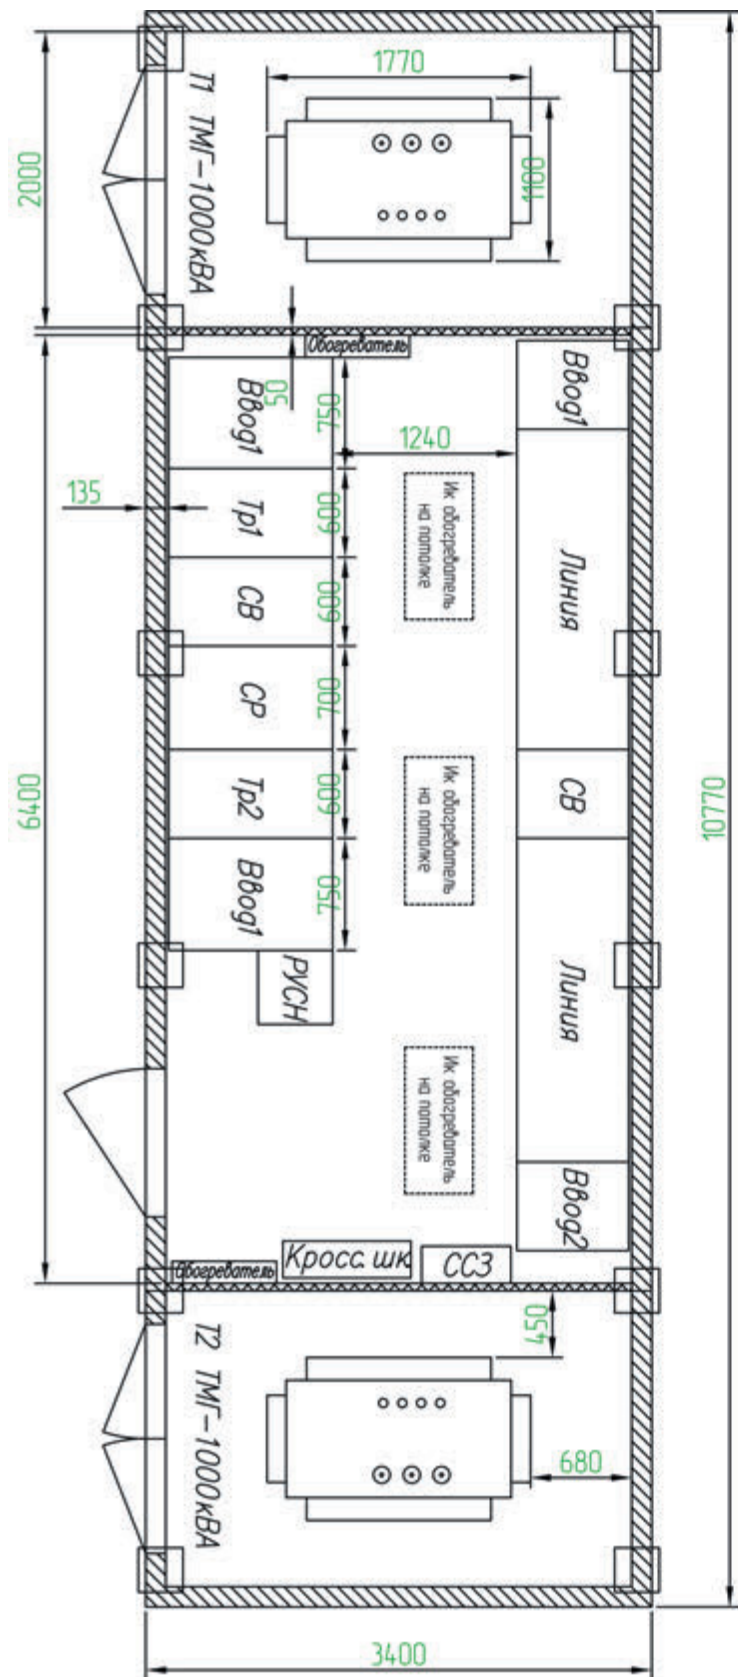 1770
Т1 ТМГ-1000кВА
1100
2000
Обогреватель
50
Ввод1
750
1240
Ввод1
135
Тр1
600
Ик обогреватель
на потолке
Линия
СВ
600
СР
700
6400
Тр2
600
Ик обогреватель
на потолке
СВ
10770
Ввод1
750
РУСН
Линия
Ик обогреватель
на потолке
Ввод2
Обогреватель
Кросс. шк.
ССЗ
450
Т2 ТМГ-1000кВА
680
3400